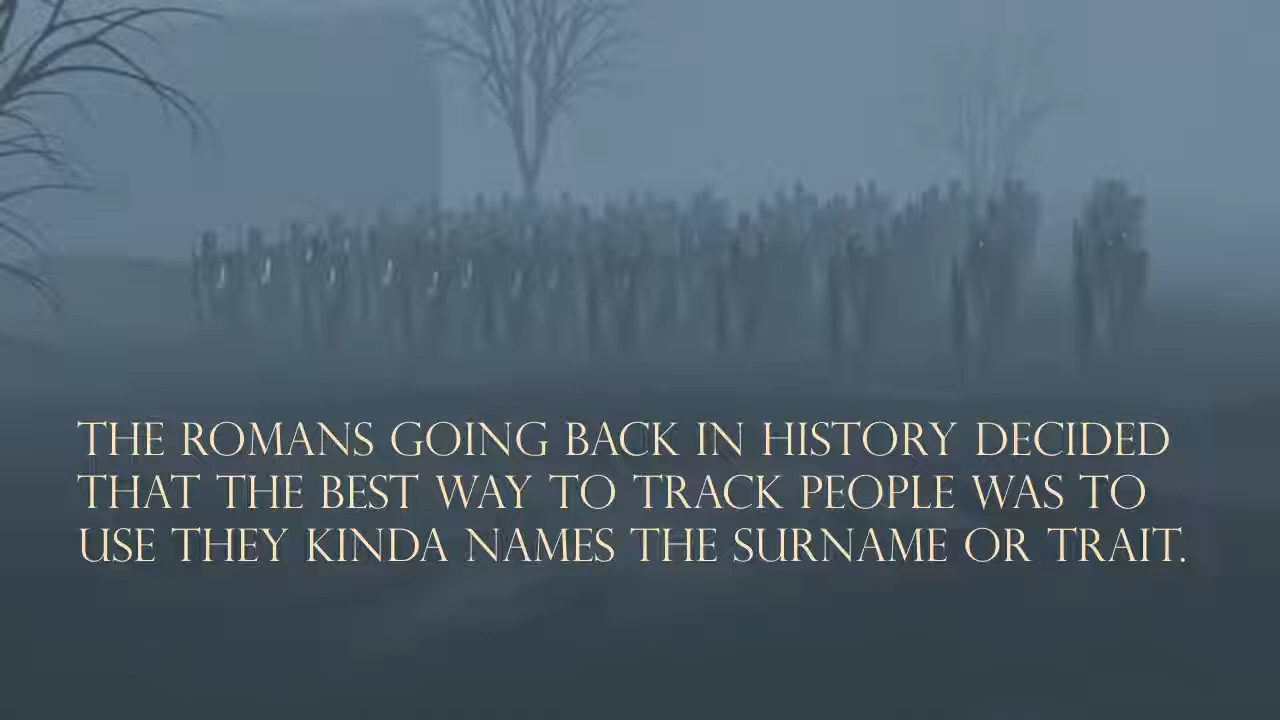 THE ROMANS GOING BACK IN HISTORY DECIDED
THAT THE BEST WAY TO TRACK PEOPLE WAS TO
USE THEY KINDA NAMES THE SURNAME OR TRAIT.